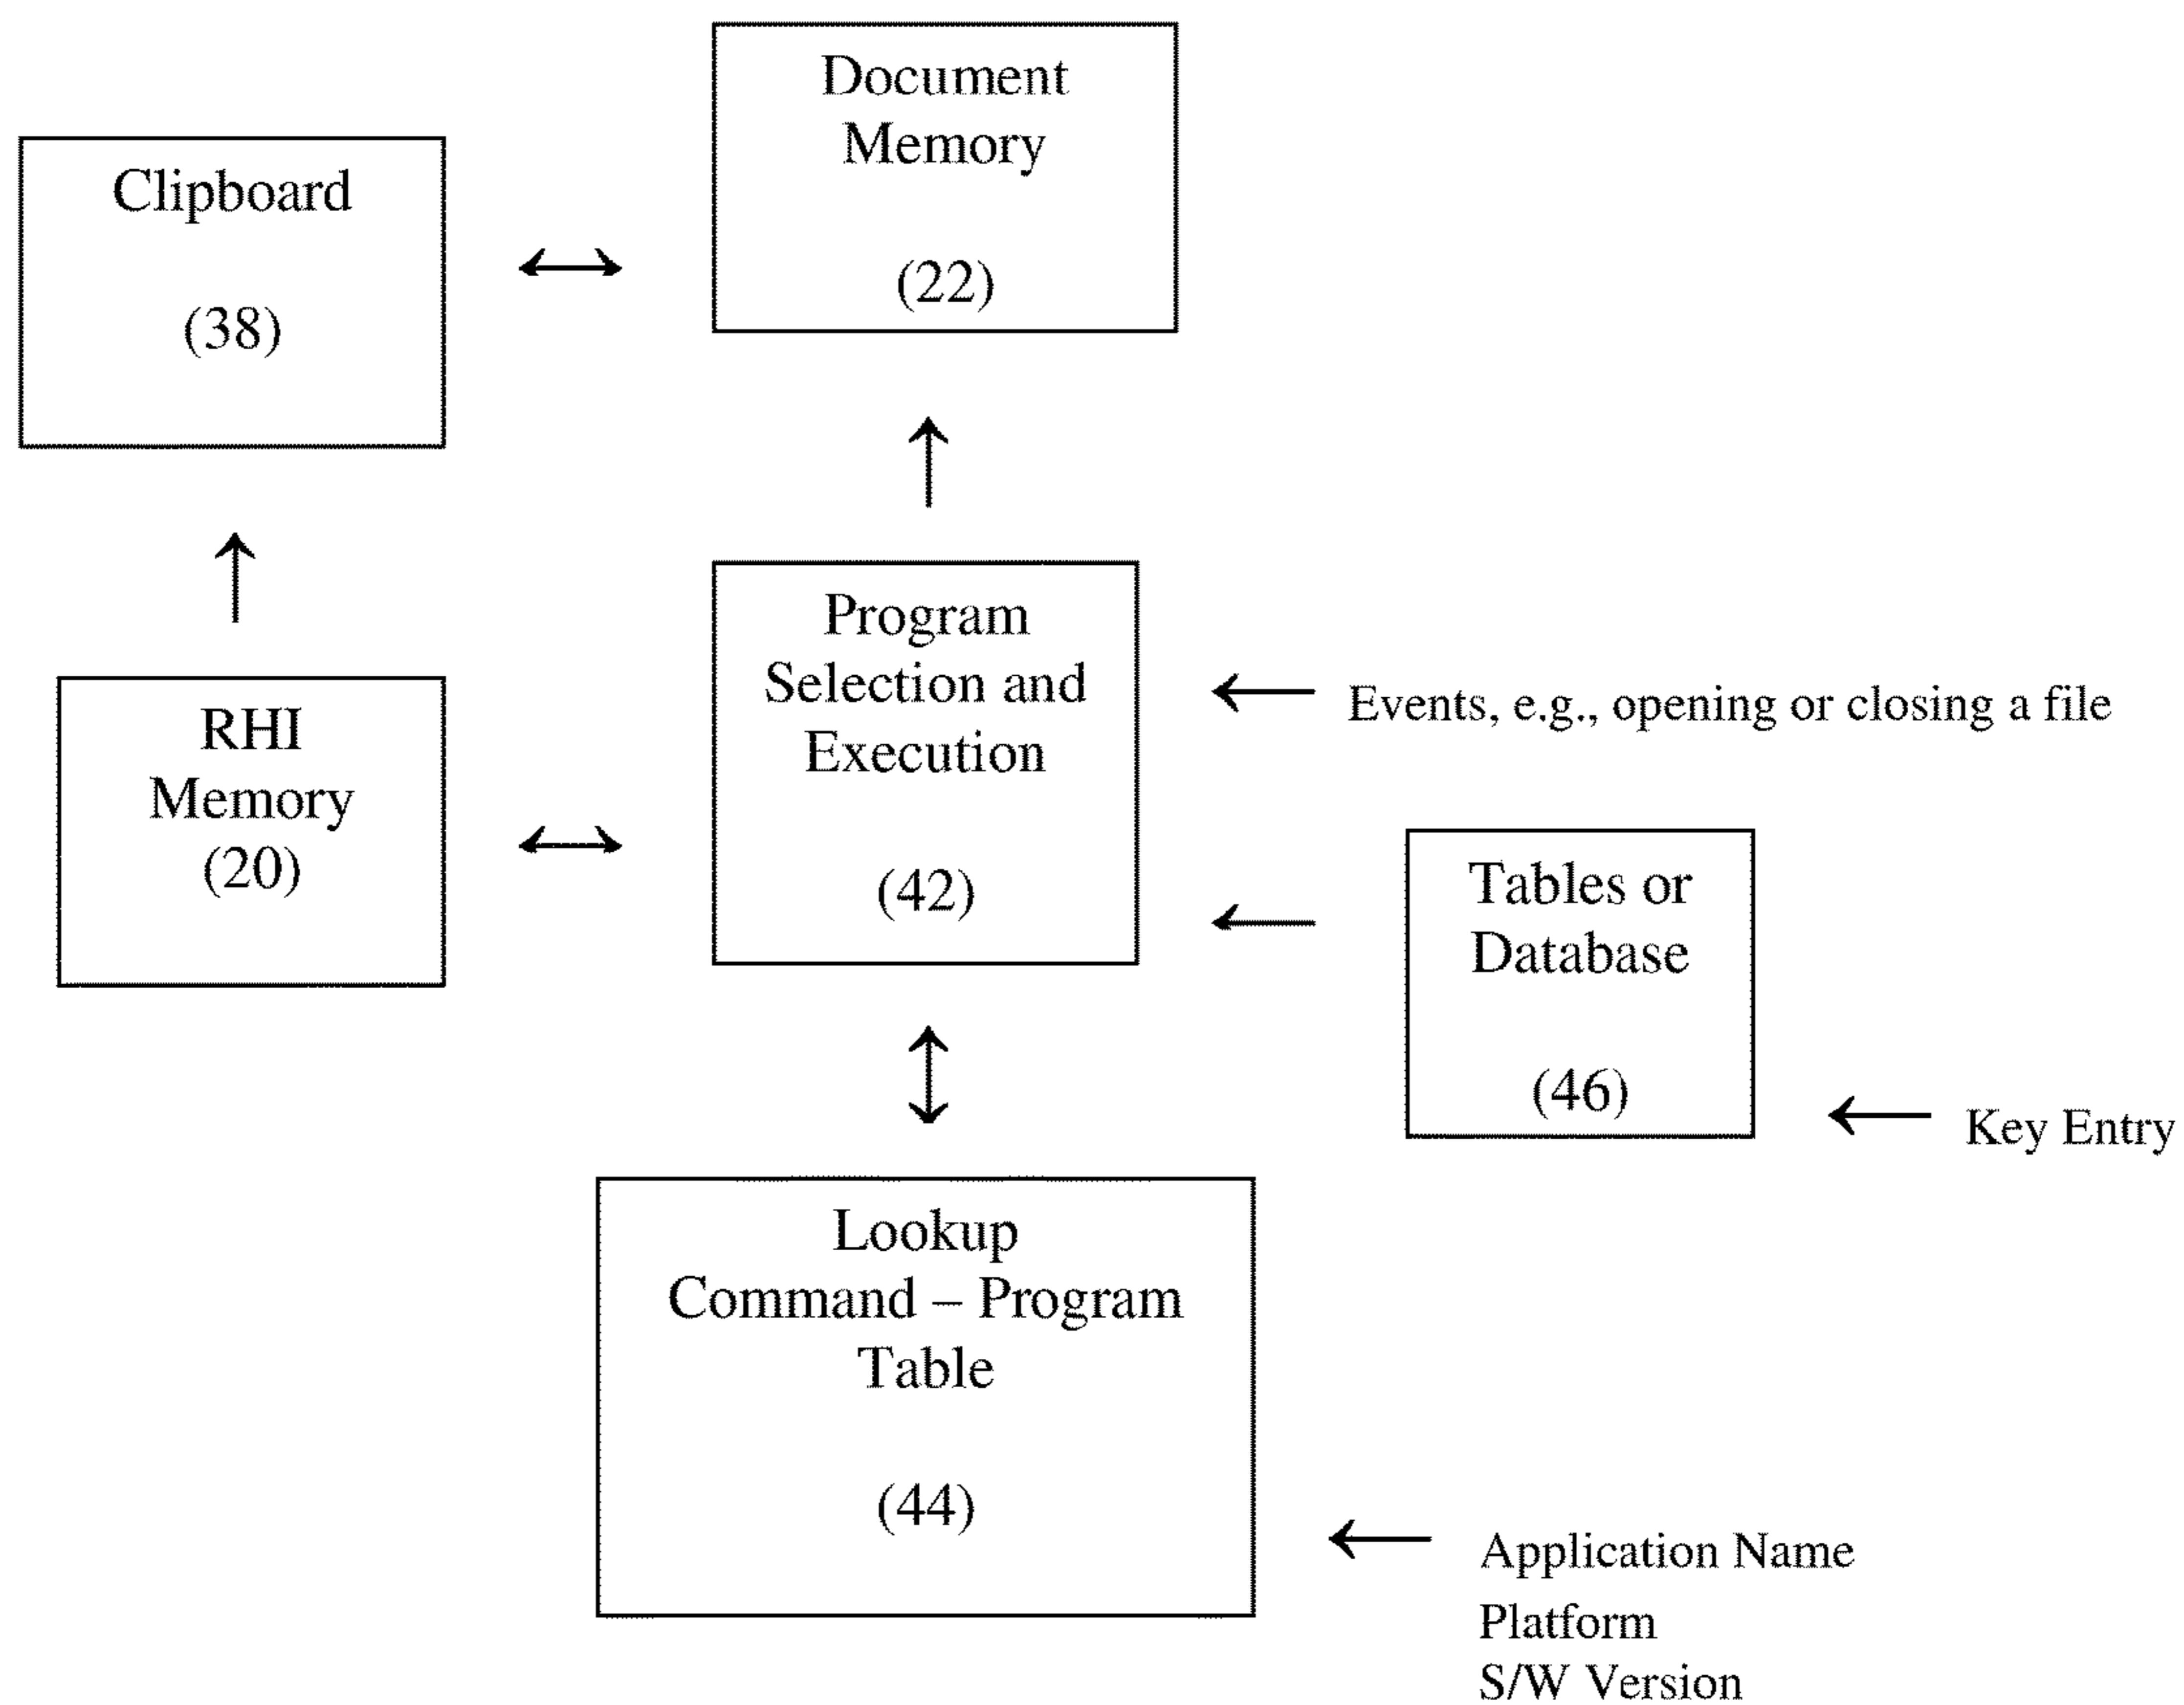 Document
Memory
(22)
Clipboard
(38)
Program
Selection and
Execution
(42)
RHI
Memory
(20)
Events, e.g., opening or closing a file
Tables or
Database
(46)
Key Entry
Lookup
Command – Program
Table
(44)
Application Name
Platform
S/W Version